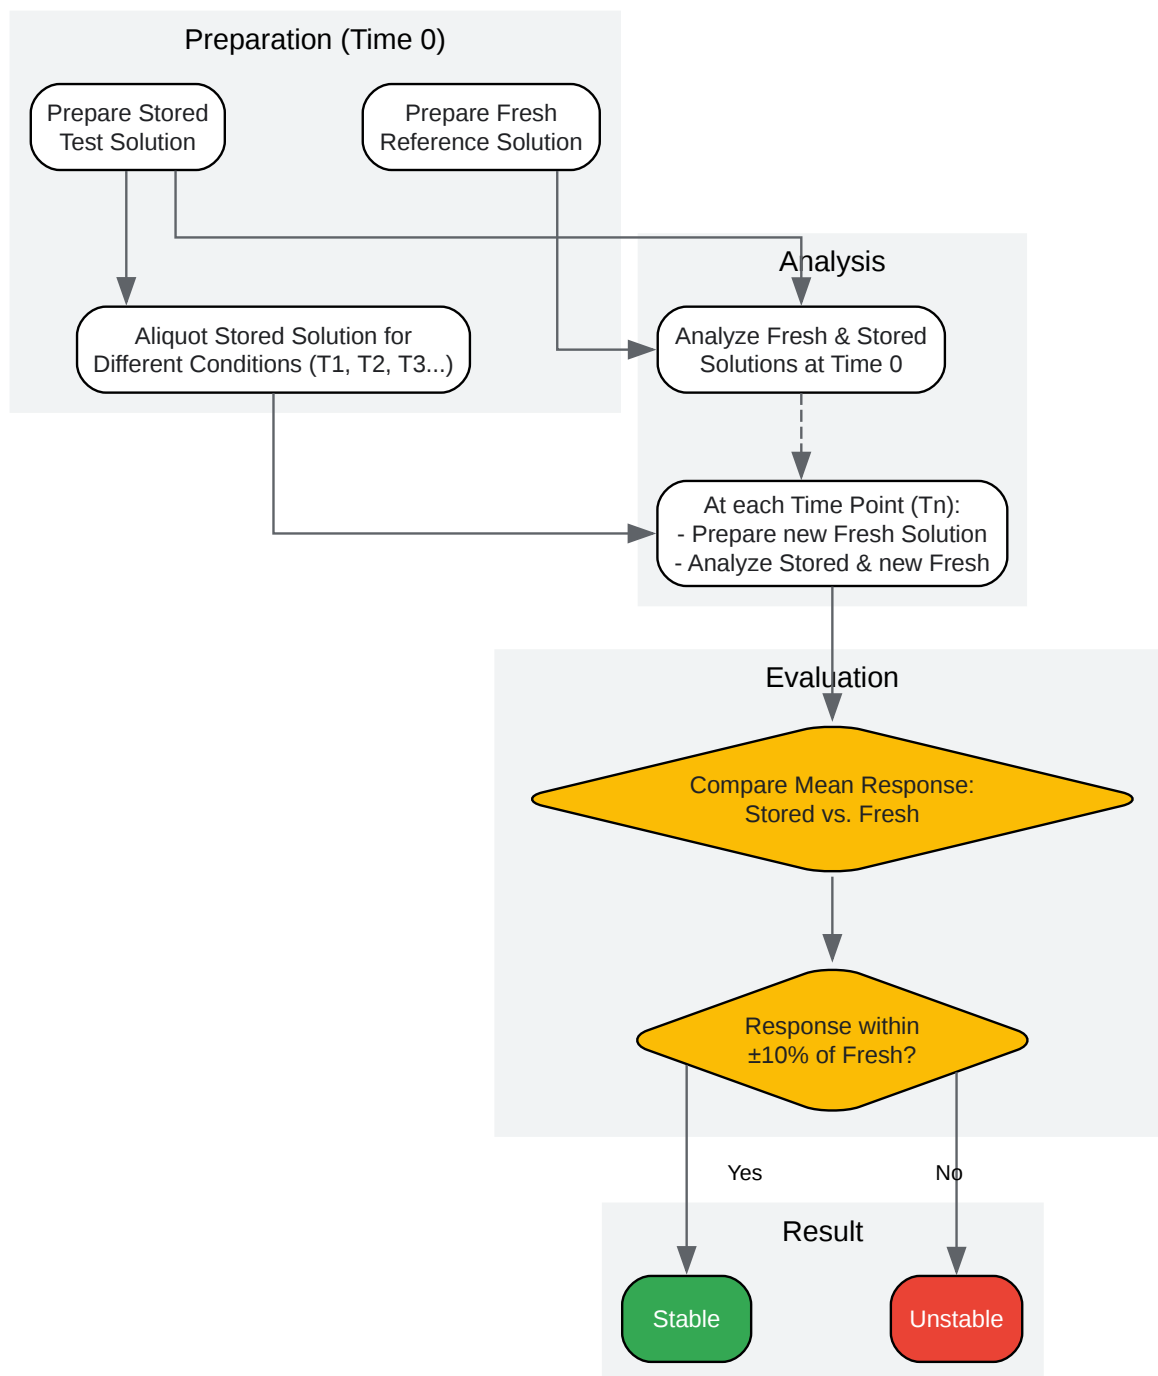 Preparation (Time 0)
Prepare Stored
Test Solution
Prepare Fresh
Reference Solution
Aliquot Stored Solution for
Different Conditions (T1, T2, T3...)
Analysis
Analyze Fresh & Stored
Solutions at Time 0
At each Time Point (Tn):
- Prepare new Fresh Solution
- Analyze Stored & new Fresh
Evaluation
Compare Mean Response:
Stored vs. Fresh
Response within
±10% of Fresh?
Yes
No
Result
Stable
Unstable